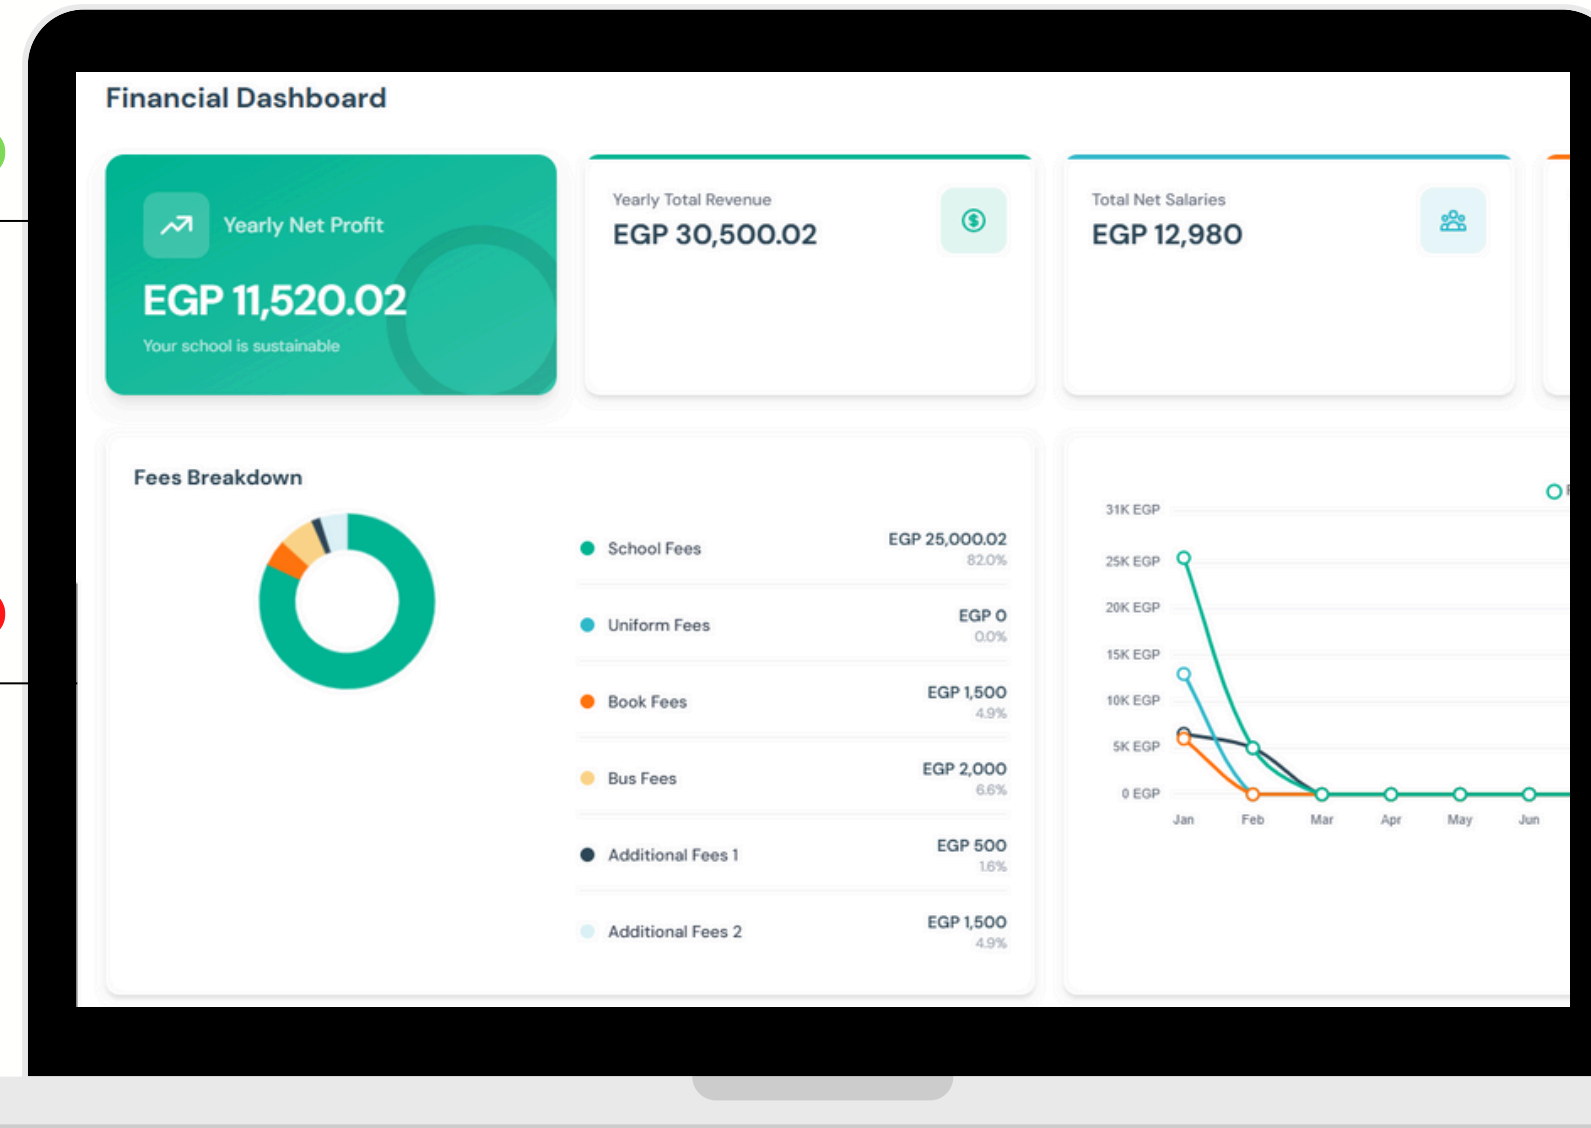 Financial Dashboard
Yearly Net Profit
EGP 11,520.02
Your school is sustainable
Yearly Total Revenue
EGP 30,500.02
Total Net Salaries
EGP 12,980
Fees Breakdown
School Fees
EGP 25,000.02
82.0%
Uniform Fees
EGP 0
0.0%
Book Fees
EGP 1,500
4.9%
Bus Fees
EGP 2,000
6.6%
Additional Fees 1
EGP 500
1.6%
Additional Fees 2
EGP 1,500
4.9%
31K EGP
25K EGP
20K EGP
15K EGP
10K EGP
5K EGP
0 EGP
Jan Feb Mar Apr May Jun